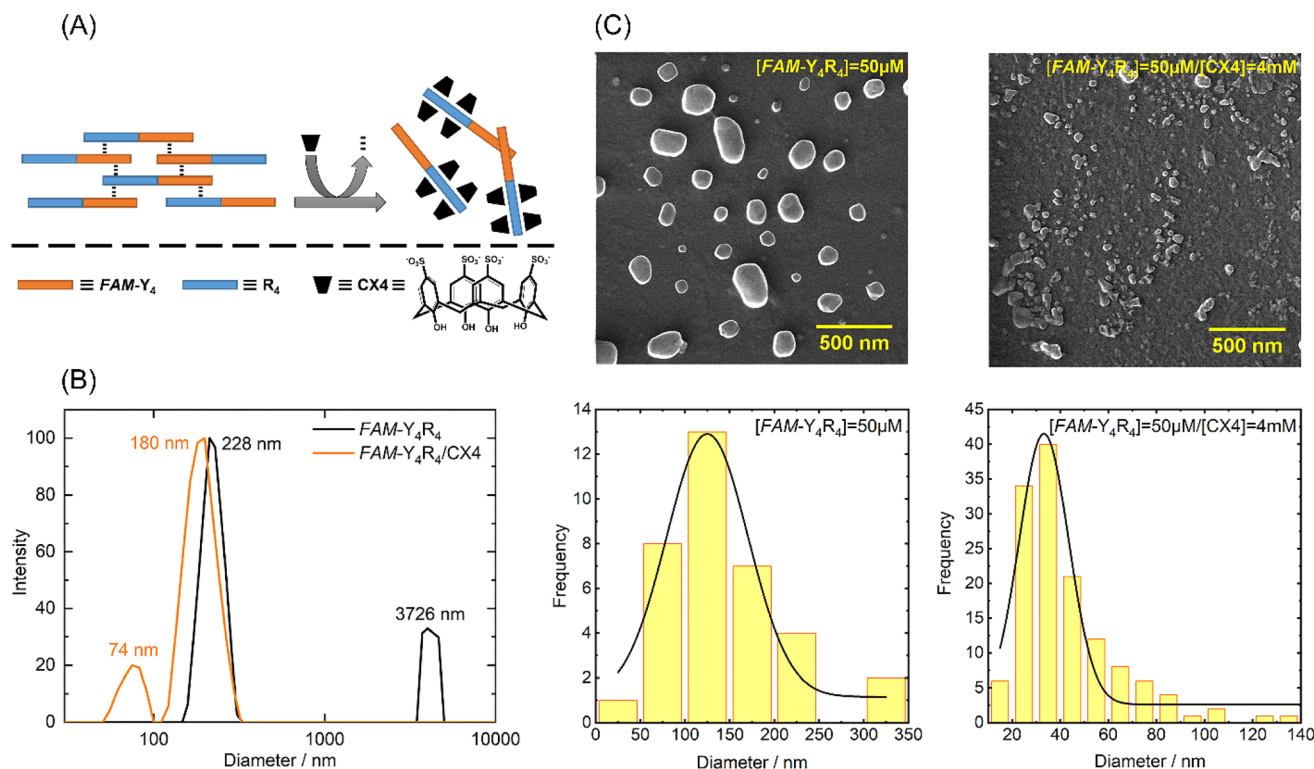 (A)
≡ FAM-Y₄
≡ R₄
≡ CX4 ≡
⁻O₃S
SO₃⁻
SO₃⁻
SO₃⁻
OH
OH
OH
HO
(B)
FAM-Y₄R₄
FAM-Y₄R₄/CX4
180 nm
228 nm
74 nm
3726 nm
Intensity
100
80
60
40
20
0
100
1000
10000
Diameter / nm
(C)
[FAM-Y₄R₄]=50µM
500 nm
[FAM-Y₄R₄]=50µM/[CX4]=4mM
500 nm
[FAM-Y₄R₄]=50µM
Frequency
14
12
10
8
6
4
2
0
0 50 100 150 200 250 300 350
Diameter / nm
[FAM-Y₄R₄]=50µM/[CX4]=4mM
Frequency
45
40
35
30
25
20
15
10
5
0
20 40 60 80 100 120 140
Diameter / nm